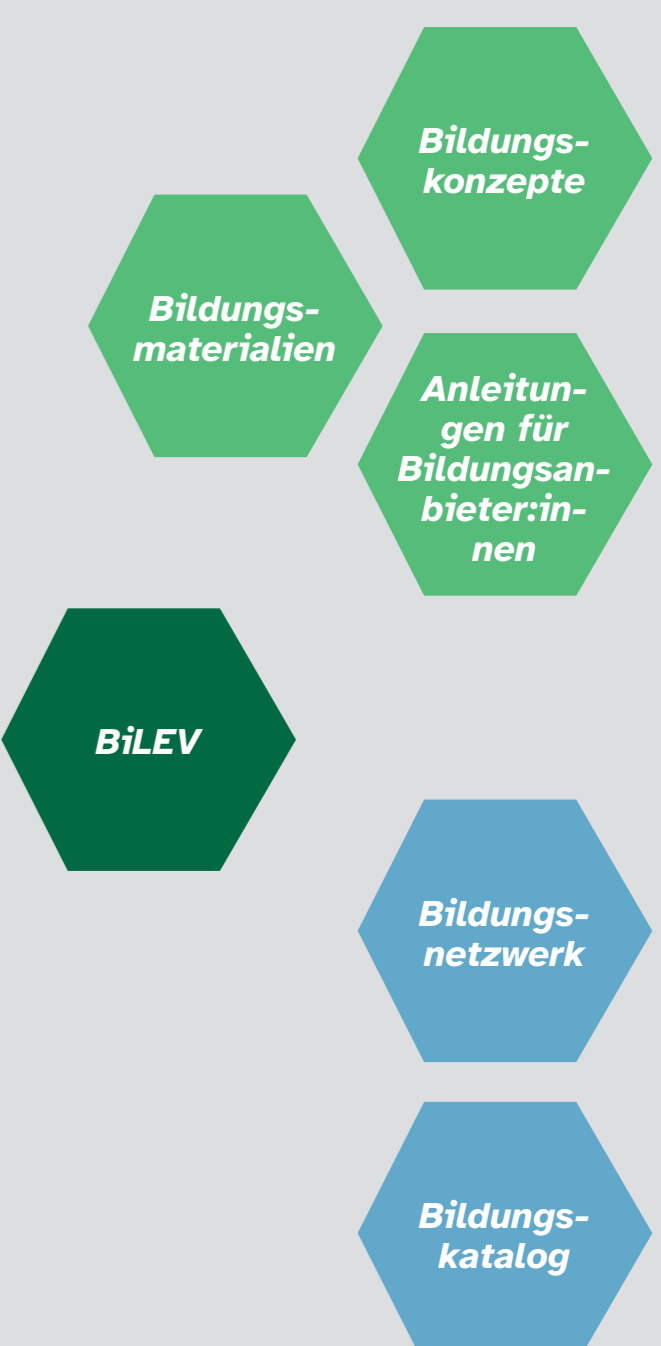 Bildungs-
konzepte
Bildungs-
materialien
Anleitun-
gen für
Bildungsan-
bieter:in-
nen
BiLEV
Bildungs-
netzwerk
Bildungs-
katalog